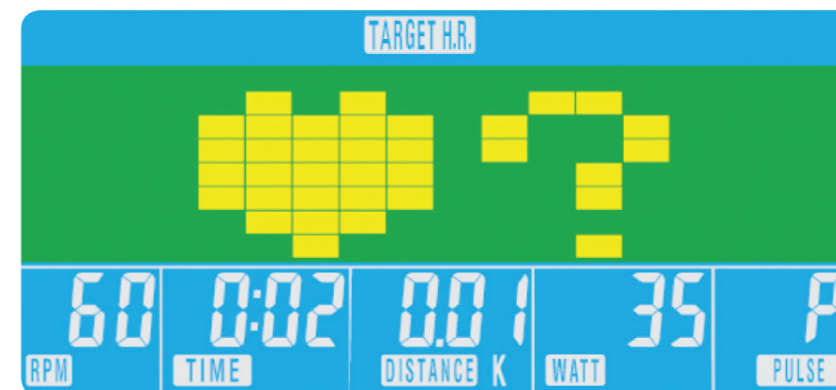 TARGET H.R.
?
60 0:02 0.01 35 P
RPM TIME DISTANCE K WATT PULSE